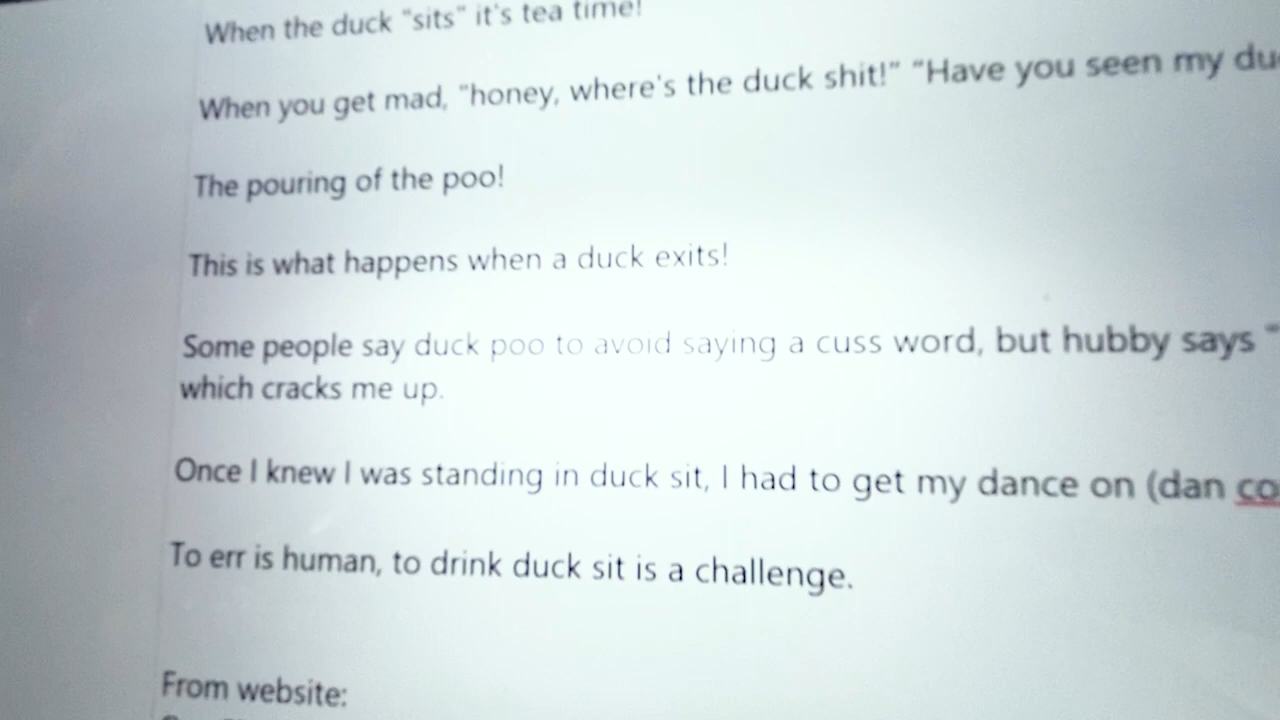 When the duck "sits" it's tea time!
When you get mad, "honey, where's the duck shit!" "Have you seen my
The pouring of the poo!
This is what happens when a duck exits!
Some people say duck poo to avoid saying a cuss word, but hubby says "
which cracks me up.
Once I knew I was standing in duck sit, I had to get my dance on (dan
To err is human, to drink duck sit is a challenge.
From website: